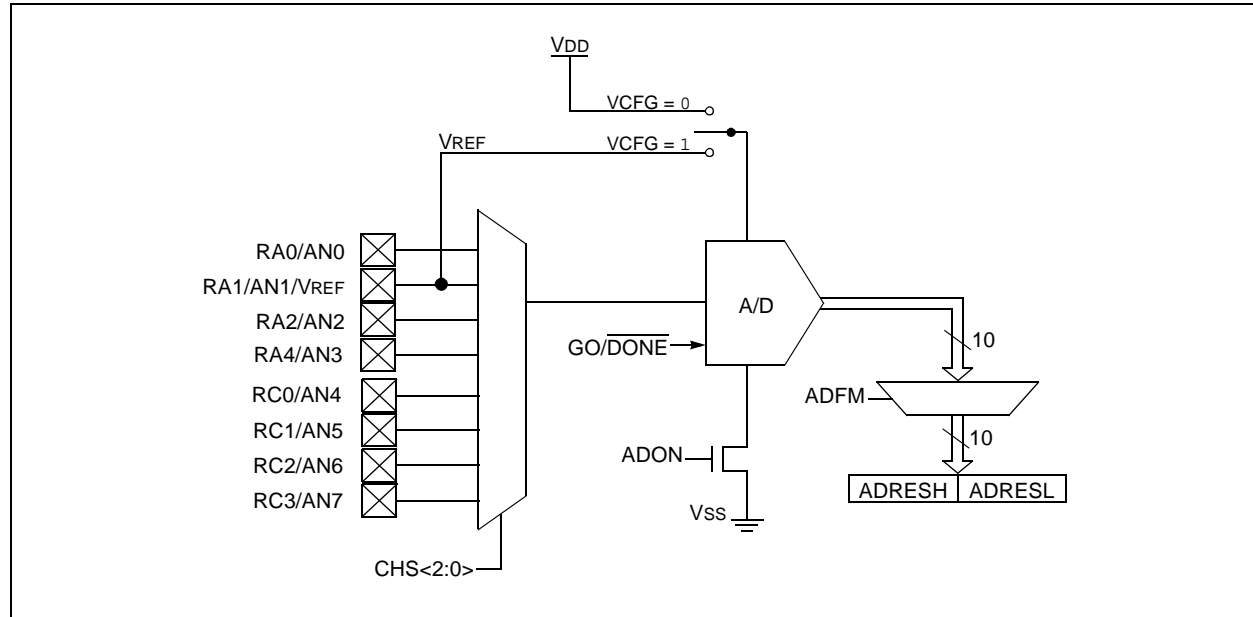 VDD
VCFG = 0
VREF
VCFG = 1
RA0/AN0
RA1/AN1/VREF
RA2/AN2
RA4/AN3
RC0/AN4
RC1/AN5
RC2/AN6
RC3/AN7
CHS<2:0>
A/D
GO/DONE
ADON
VSS
10
ADFM
10
ADRESH ADRESL